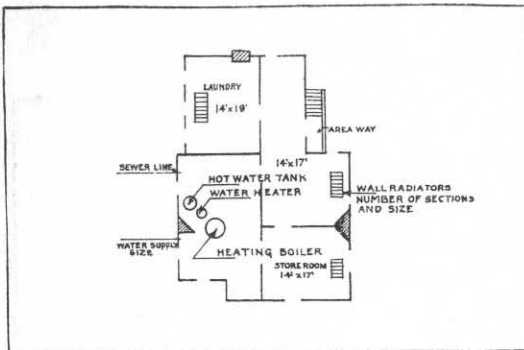 LAUNDRY
14'x19'
AREA WAY
SEWER LINE
14'x17'
HOT WATER TANK
WATER HEATER
WALL RADIATORS
NUMBER OF SECTIONS
AND SIZE
WATER SUPPLY
SIZE
HEATING BOILER
STORE ROOM
14'x17'